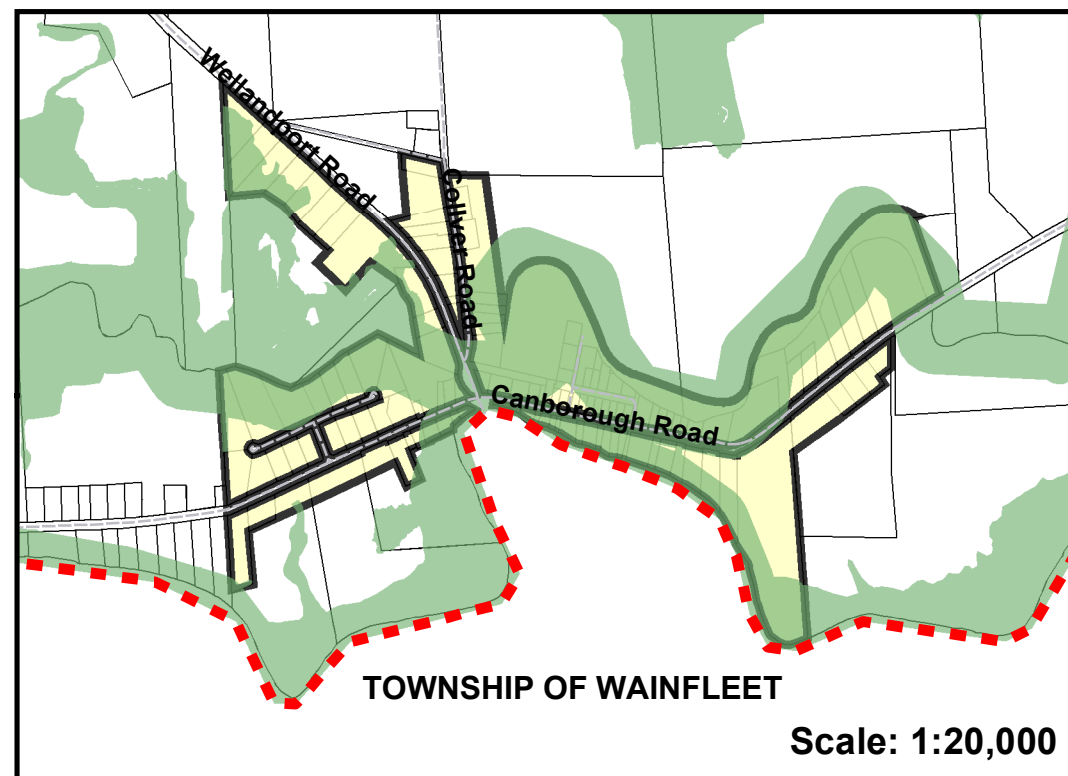 Wellandport Road
Collver Road
Canborough Road
TOWNSHIP OF WAINFLEET
Scale: 1:20,000